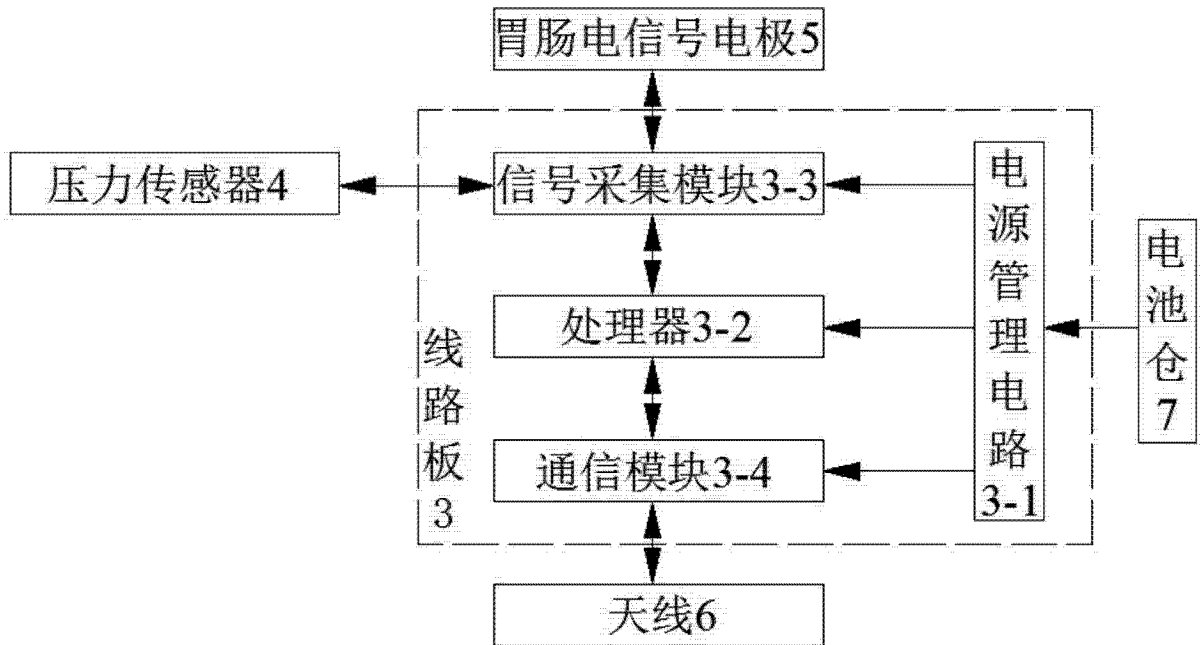 胃肠电信号电极5
压力传感器4
信号采集模块3-3
处理器3-2
通信模块3-4
天线6
线路板3
电源管理电路3-1
电池仓7